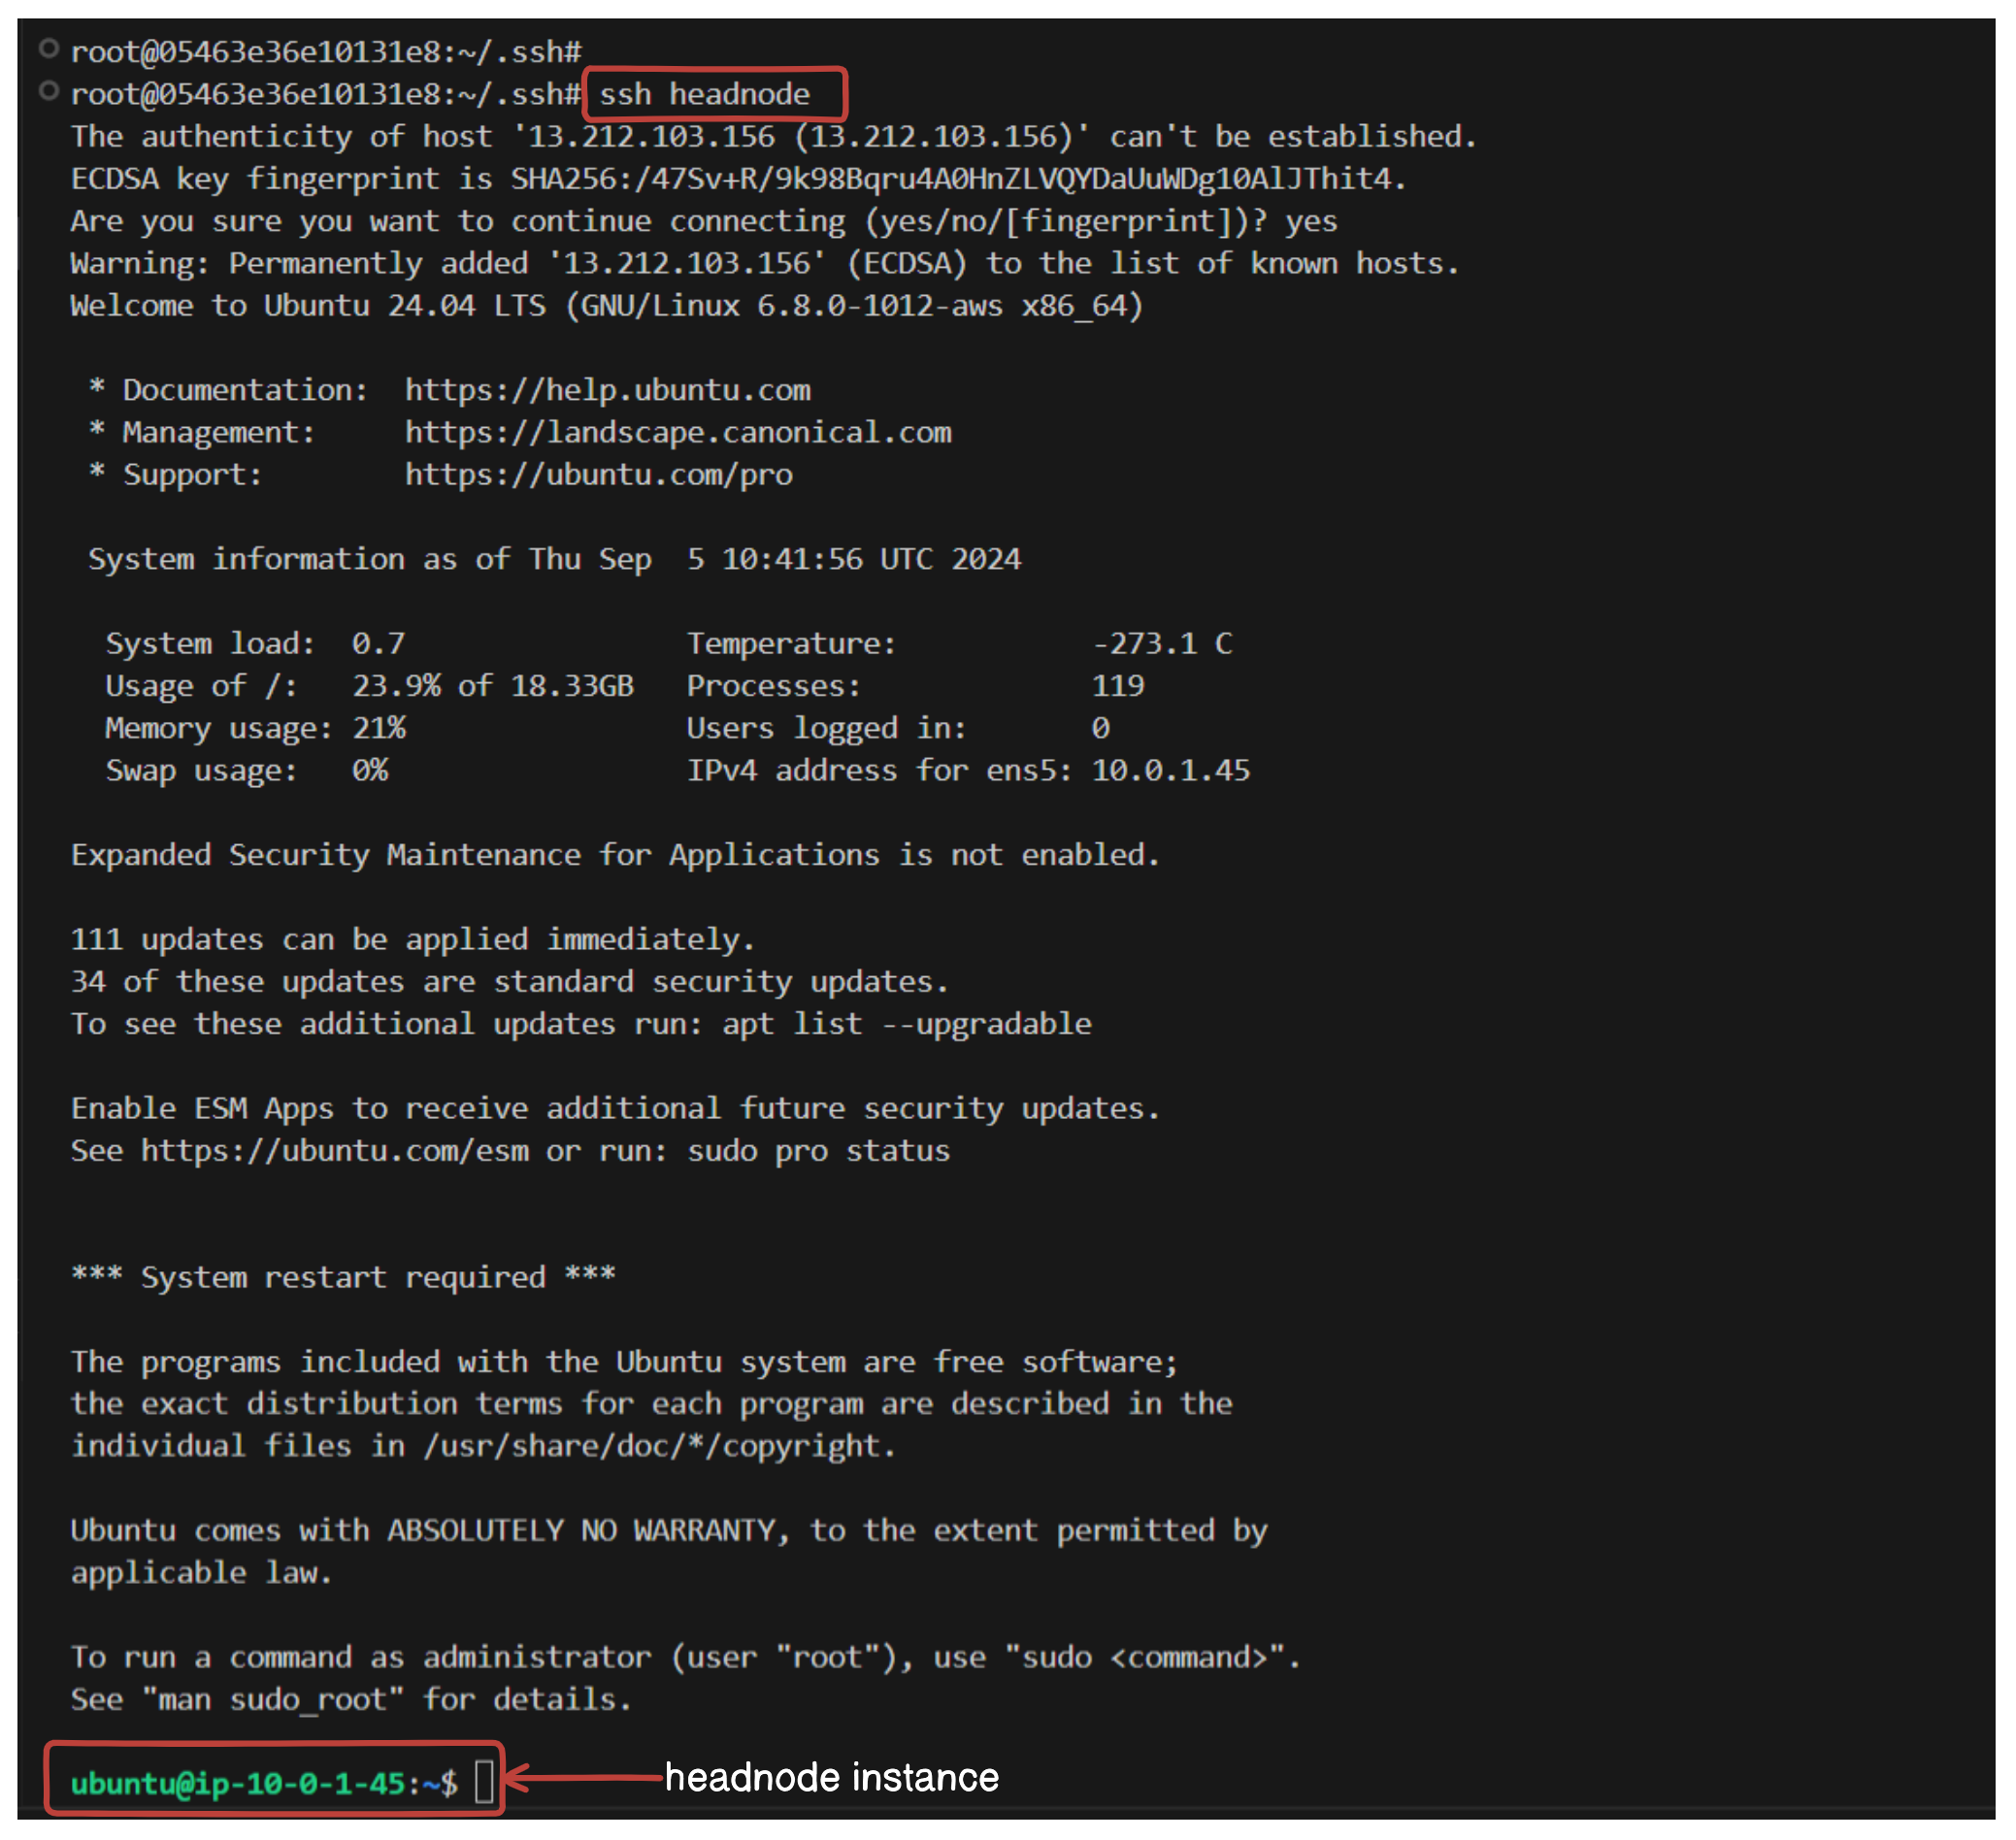 root@05463e36e10131e8:~/.ssh#
root@05463e36e10131e8:~/.ssh# ssh headnode
The authenticity of host '13.212.103.156 (13.212.103.156)' can't be established.
ECDSA key fingerprint is SHA256:/47Sv+R/9k98Bqru4A0HnZLVQYDaUuWDg10AlJThit4.
Are you sure you want to continue connecting (yes/no/[fingerprint])? yes
Warning: Permanently added '13.212.103.156' (ECDSA) to the list of known hosts.
Welcome to Ubuntu 24.04 LTS (GNU/Linux 6.8.0-1012-aws x86_64)
* Documentation:  https://help.ubuntu.com
* Management:     https://landscape.canonical.com
* Support:        https://ubuntu.com/pro
System information as of Thu Sep  5 10:41:56 UTC 2024
System load:  0.7                Temperature:           -273.1 C
Usage of /:   23.9% of 18.33GB   Processes:             119
Memory usage: 21%                Users logged in:       0
Swap usage:   0%                 IPv4 address for ens5: 10.0.1.45
Expanded Security Maintenance for Applications is not enabled.
111 updates can be applied immediately.
34 of these updates are standard security updates.
To see these additional updates run: apt list --upgradable
Enable ESM Apps to receive additional future security updates.
See https://ubuntu.com/esm or run: sudo pro status
*** System restart required ***
The programs included with the Ubuntu system are free software;
the exact distribution terms for each program are described in the
individual files in /usr/share/doc/*/copyright.
Ubuntu comes with ABSOLUTELY NO WARRANTY, to the extent permitted by
applicable law.
To run a command as administrator (user "root"), use "sudo <command>".
See "man sudo_root" for details.
ubuntu@ip-10-0-1-45:~$ headnode instance